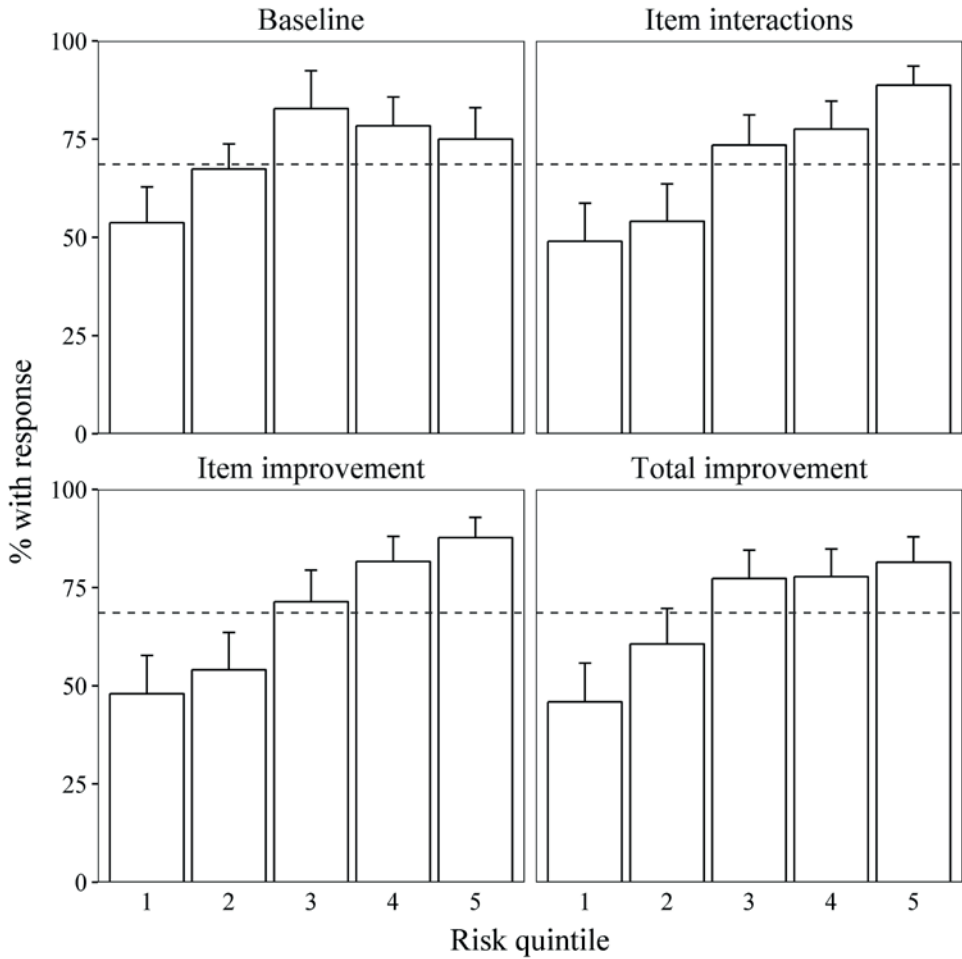 Baseline
Item interactions
100
75
50
25
0
Item improvement
Total improvement
100
75
50
25
0
% with response
1 2 3 4 5
1 2 3 4 5
Risk quintile